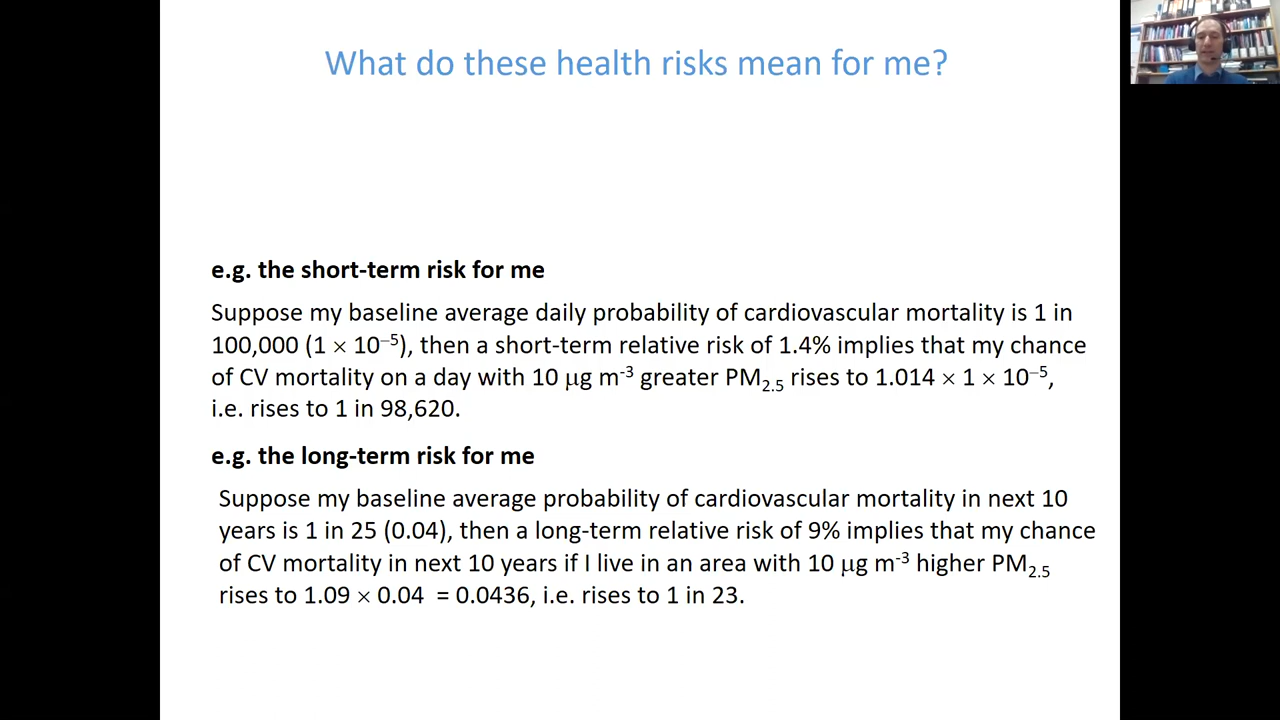 What do these health risks mean for me?
e.g. the short-term risk for me
Suppose my baseline average daily probability of cardiovascular mortality is 1 in
100,000 (1 × 10⁻⁵), then a short-term relative risk of 1.4% implies that my chance
of CV mortality on a day with 10 μg m⁻³ greater PM₂.₅ rises to 1.014 × 1 × 10⁻⁵,
i.e. rises to 1 in 98,620.
e.g. the long-term risk for me
Suppose my baseline average probability of cardiovascular mortality in next 10
years is 1 in 25 (0.04), then a long-term relative risk of 9% implies that my chance
of CV mortality in next 10 years if I live in an area with 10 μg m⁻³ higher PM₂.₅
rises to 1.09 × 0.04 = 0.0436, i.e. rises to 1 in 23.